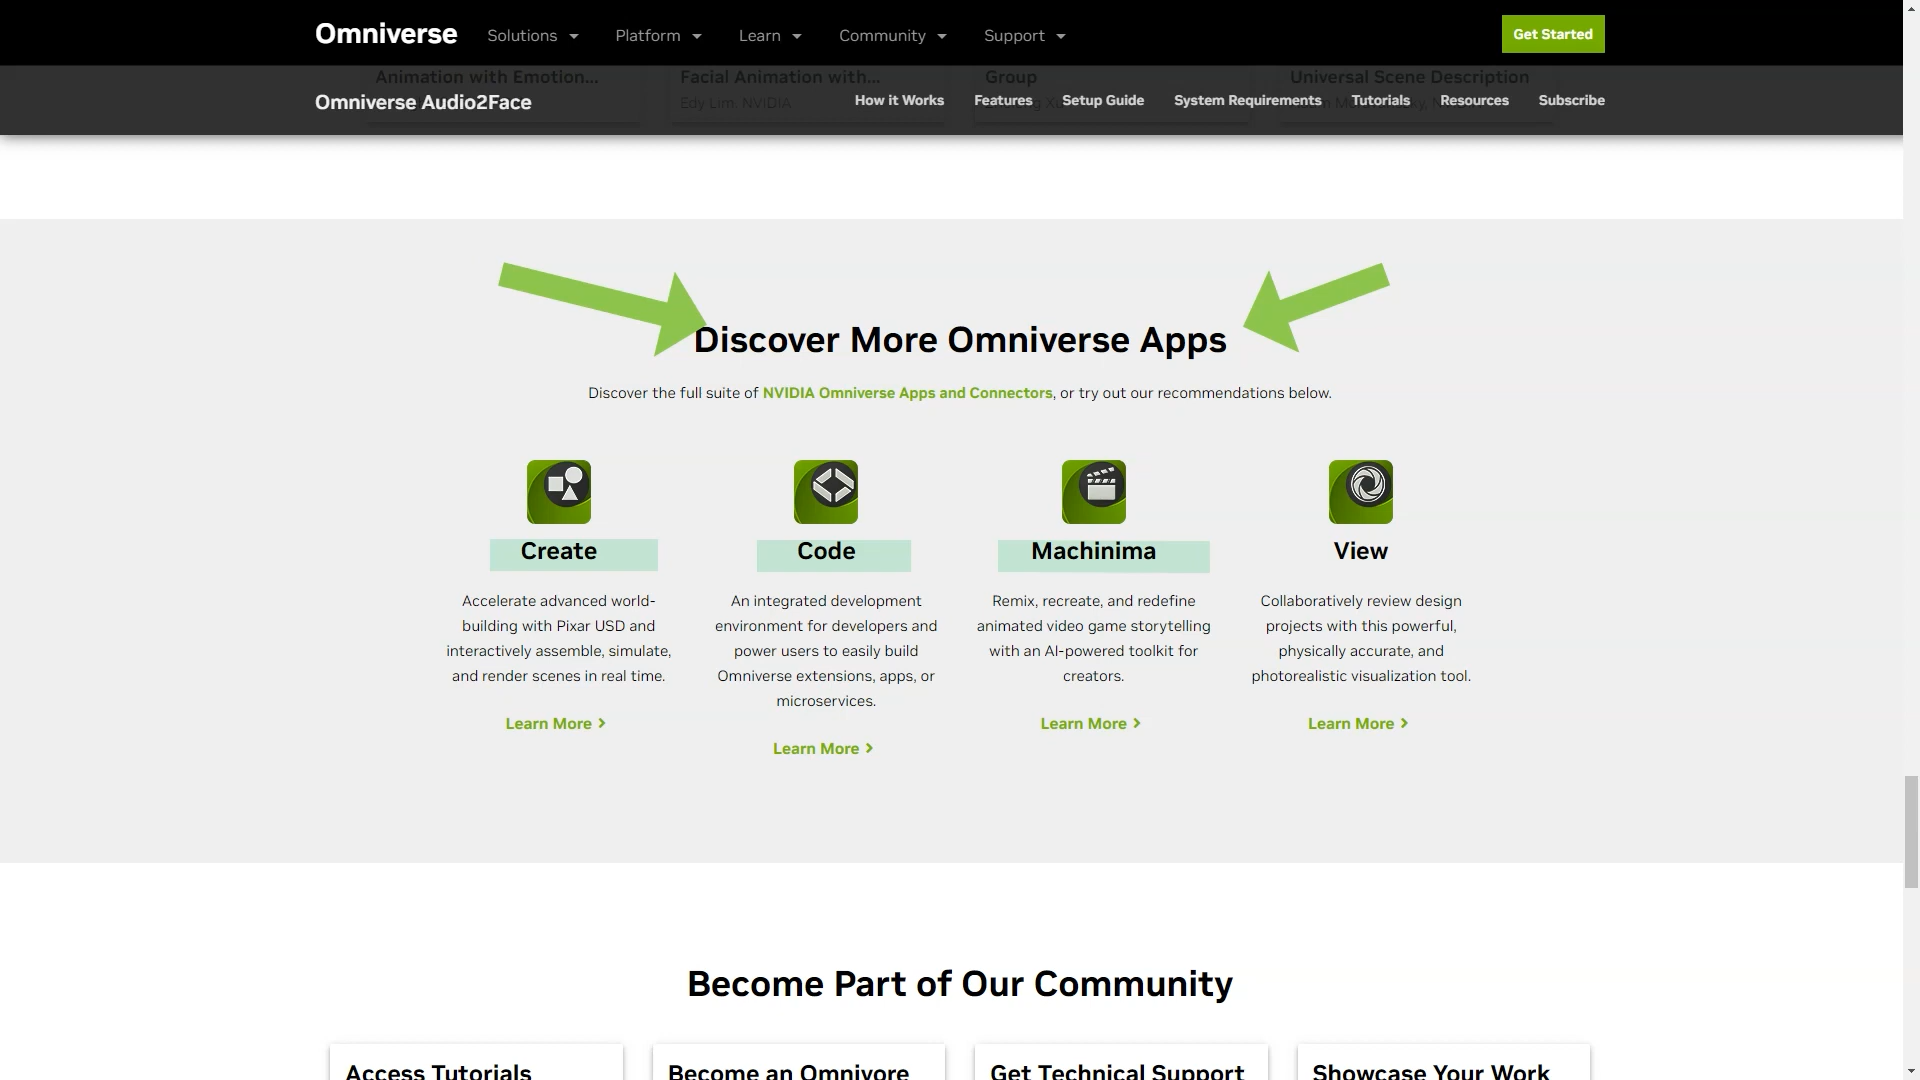 Omniverse
Solutions
Platform
Learn
Community
Support
Get Started
Animation with Emotion...
Facial Animation with...
Group
Universal Scene Description
Edy Lim, NVIDIA
Omniverse Audio2Face
How it Works
Features
Setup Guide
System Requirements
Tutorials
Resources
Subscribe
Discover More Omniverse Apps
Discover the full suite of NVIDIA Omniverse Apps and Connectors, or try out our recommendations below.
Create
Accelerate advanced world-
building with Pixar USD and
interactively assemble, simulate,
and render scenes in real time.
Learn More
Code
An integrated development
environment for developers and
power users to easily build
Omniverse extensions, apps, or
microservices.
Learn More
Machinima
Remix, recreate, and redefine
animated video game storytelling
with an AI-powered toolkit for
creators.
Learn More
View
Collaboratively review design
projects with this powerful,
physically accurate, and
photorealistic visualization tool.
Learn More
Become Part of Our Community
Access Tutorials
Become an Omnivore
Get Technical Support
Showcase Your Work